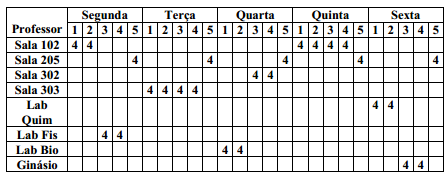 Segunda Terça Quarta Quinta Sexta
Professor 1 2 3 4 5 1 2 3 4 5 1 2 3 4 5 1 2 3 4 5 1 2 3 4 5
Sala 102 4 4 4 4 4 4
Sala 205 4 4 4 4 4
Sala 302 4 4
Sala 303 4 4 4 4
Lab 4 4
Quim
Lab Fis 4 4
Lab Bio 4 4
Ginásio 4 4